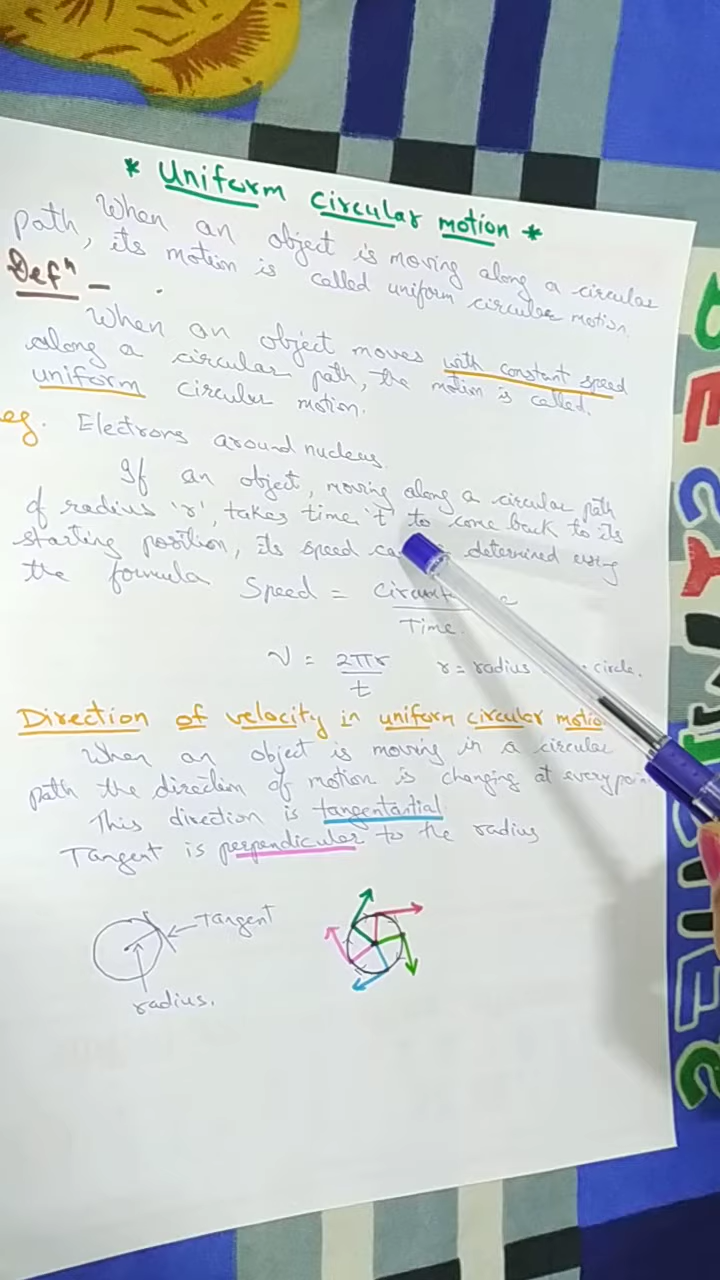 * Uniform circular motion *
When an object is moving along a circular
path, its motion is called uniform circular motion.
Defⁿ –
When an object moves with constant speed
along a circular path, the motion is called
uniform circular motion.
eg. Electrons around nucleus
If an object, moving along a circular path
of radius 'r', takes time 't' to come back to its
starting position, its speed determined using
the formula Speed =
Time.
V = 2πr / t r = radius circle.
Direction of velocity in uniform circular motio
When an object is moving in a circular
path the direction of motion is changing at every poin
This direction is tangentantial
Tangent is perpendicular to the radius
Tangent
radius.